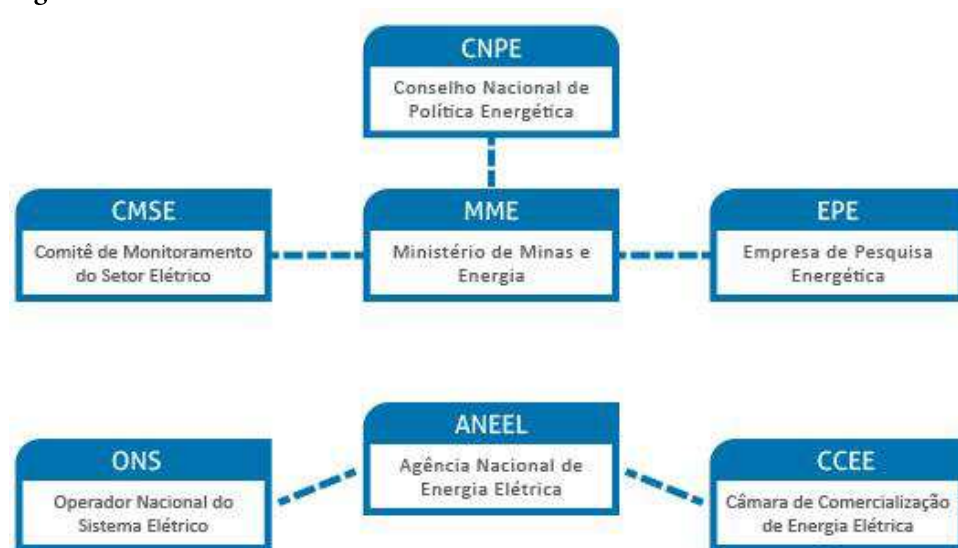 CNPE
Conselho Nacional de
Política Energética
CMSE
Comitê de Monitoramento
do Setor Elétrico
MME
Ministério de Minas e
Energia
EPE
Empresa de Pesquisa
Energética
ONS
Operador Nacional do
Sistema Elétrico
ANEEL
Agência Nacional de
Energia Elétrica
CCEE
Câmara de Comercialização
de Energia Elétrica